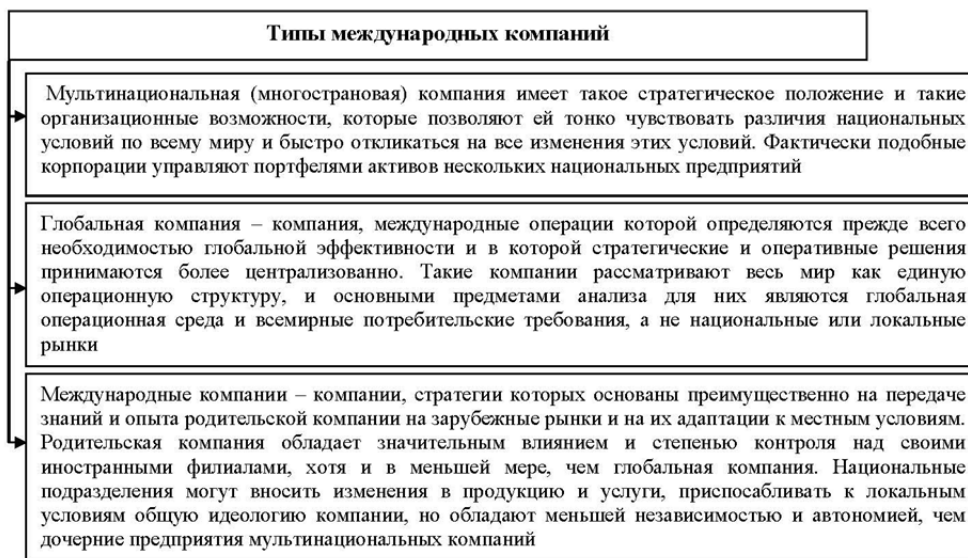 Типы международных компаний
Мультинациональная (многострановая) компания имеет такое стратегическое положение и такие
организационные возможности, которые позволяют ей тонко чувствовать различия национальных
условий по всему миру и быстро откликаться на все изменения этих условий. Фактически подобные
корпорации управляют портфелями активов нескольких национальных предприятий
Глобальная компания – компания, международные операции которой определяются прежде всего
необходимостью глобальной эффективности и в которой стратегические и оперативные решения
принимаются более централизованно. Такие компании рассматривают весь мир как единую
операционную структуру, и основными предметами анализа для них являются глобальная
операционная среда и всемирные потребительские требования, а не национальные или локальные
рынки
Международные компании – компании, стратегии которых основаны преимущественно на передаче
знаний и опыта родительской компании на зарубежные рынки и на их адаптации к местным условиям.
Родительская компания обладает значительным влиянием и степенью контроля над своими
иностранными филиалами, хотя и в меньшей мере, чем глобальная компания. Национальные
подразделения могут вносить изменения в продукцию и услуги, приспосабливать к локальным
условиям общую идеологию компании, но обладают меньшей независимостью и автономией, чем
дочерние предприятия мультинациональных компаний